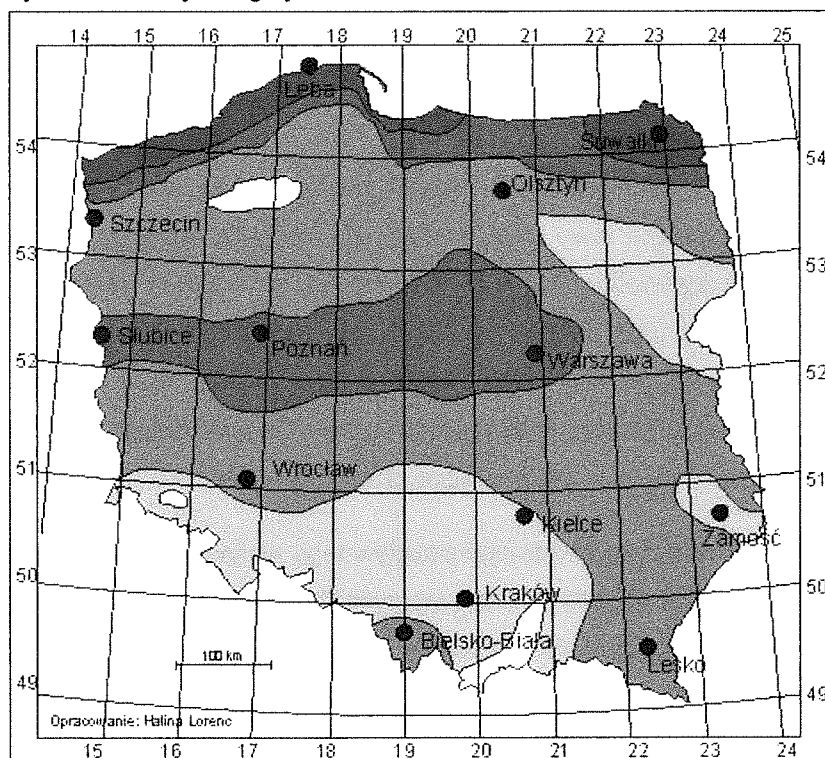 14 15 16 17 18 19 20 21 22 23 24 25
Łeba
54
Suwałki
54
Olsztyn
Szczecin
53
53
Słubice
Poznań
Warszawa
52
52
Wrocław
51
51
Kielce
Zamość
50
Kraków
50
Bielsko-Biała
Lesko
100 km
49
49
Opracowanie: Halina Lorenc
15 16 17 18 19 20 21 22 23 24